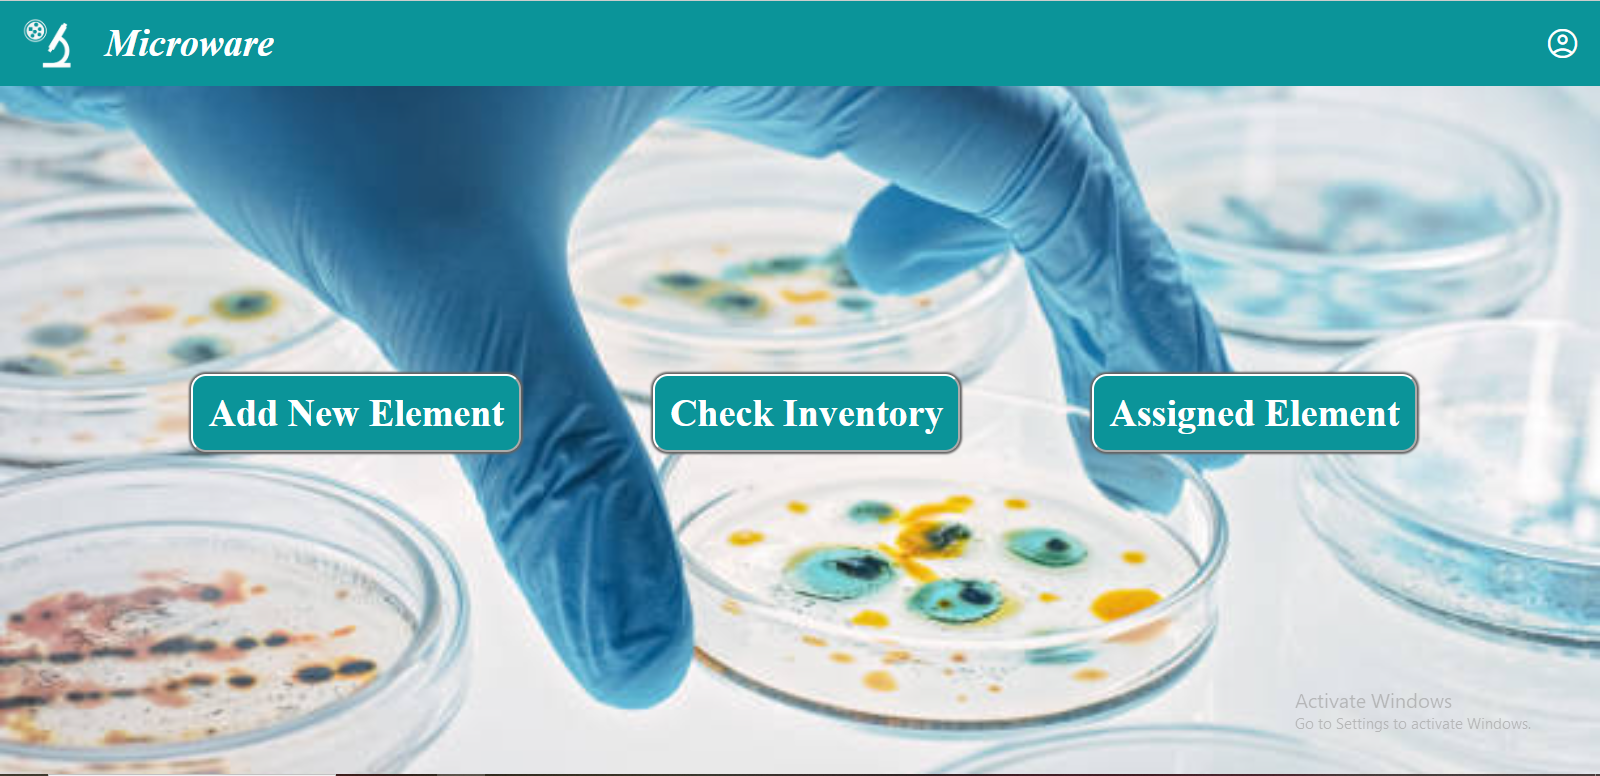 Microware
Add New Element
Check Inventory
Assigned Element
Activate Windows
Go to Settings to activate Windows.